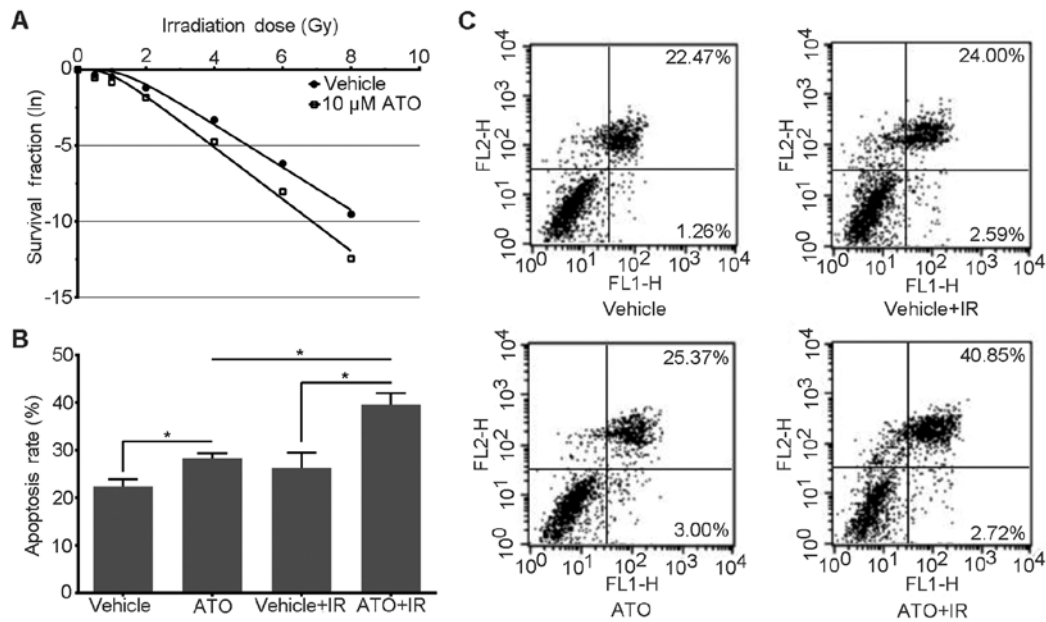 A
Irradiation dose (Gy)
0 2 4 6 8 10
0
-5
-10
-15
Survival fraction (ln)
Vehicle
10 µM ATO
B
Apoptosis rate (%)
50
40
30
20
10
0
*
*
*
Vehicle ATO Vehicle+IR ATO+IR
C
22.47%
1.26%
FL2-H
10⁴
10³
10²
10¹
10⁰
10⁰ 10¹ 10² 10³ 10⁴
FL1-H
Vehicle
24.00%
2.59%
FL2-H
10⁴
10³
10²
10¹
10⁰
10⁰ 10¹ 10² 10³ 10⁴
FL1-H
Vehicle+IR
25.37%
3.00%
FL2-H
10⁴
10³
10²
10¹
10⁰
10⁰ 10¹ 10² 10³ 10⁴
FL1-H
ATO
40.85%
2.72%
FL2-H
10⁴
10³
10²
10¹
10⁰
10⁰ 10¹ 10² 10³ 10⁴
FL1-H
ATO+IR